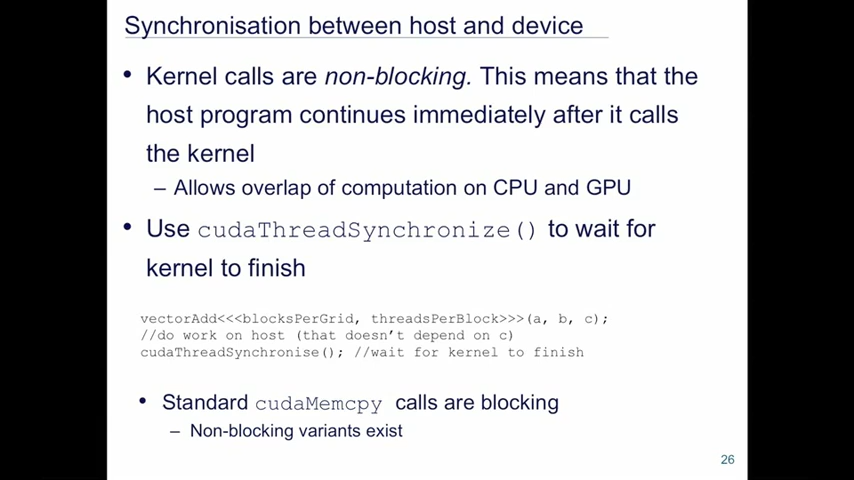 Synchronisation between host and device
• Kernel calls are non-blocking. This means that the
host program continues immediately after it calls
the kernel
– Allows overlap of computation on CPU and GPU
• Use cudaThreadSynchronize() to wait for
kernel to finish
vectorAdd<<<blocksPerGrid, threadsPerBlock>>>(a, b, c);
//do work on host (that doesn’t depend on c)
cudaThreadSynchronise(); //wait for kernel to finish
• Standard cudaMemcpy calls are blocking
– Non-blocking variants exist
26